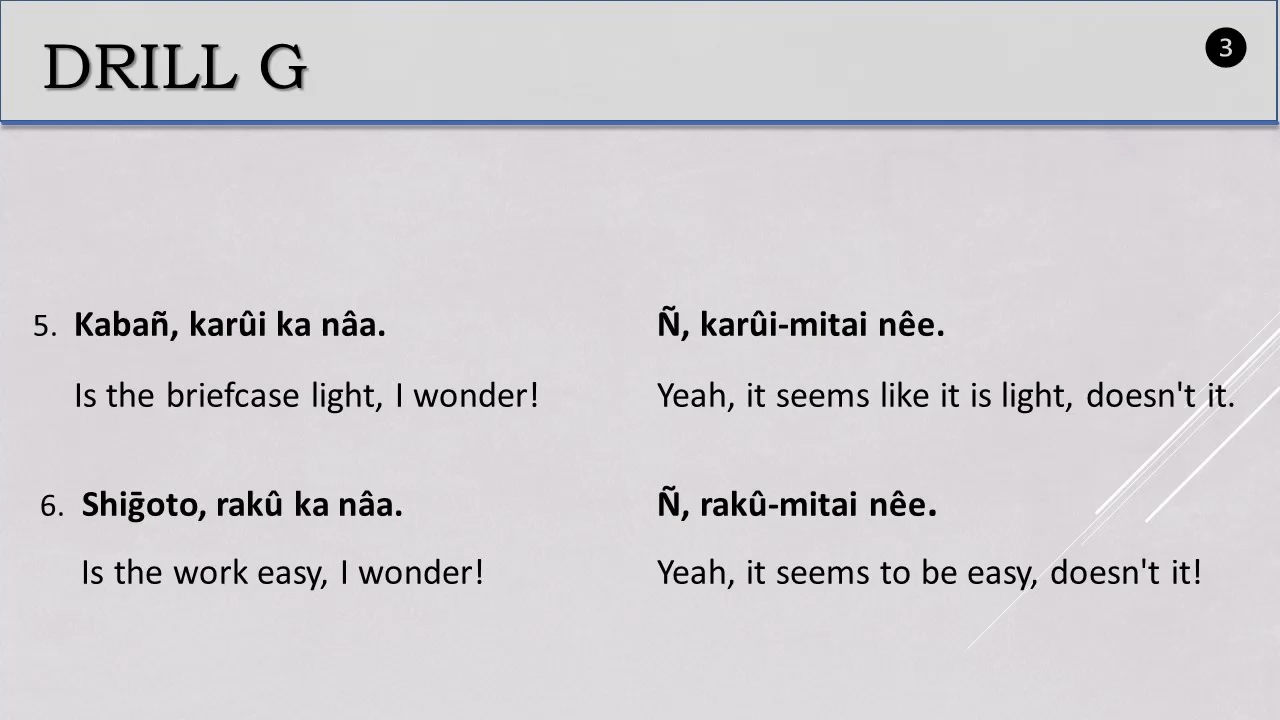 DRILL G
3
5. Kabañ, karûi ka nâa.
Ñ, karûi-mitai nêe.
Is the briefcase light, I wonder!
Yeah, it seems like it is light, doesn't it.
6. Shiḡoto, rakû ka nâa.
Ñ, rakû-mitai nêe.
Is the work easy, I wonder!
Yeah, it seems to be easy, doesn't it!